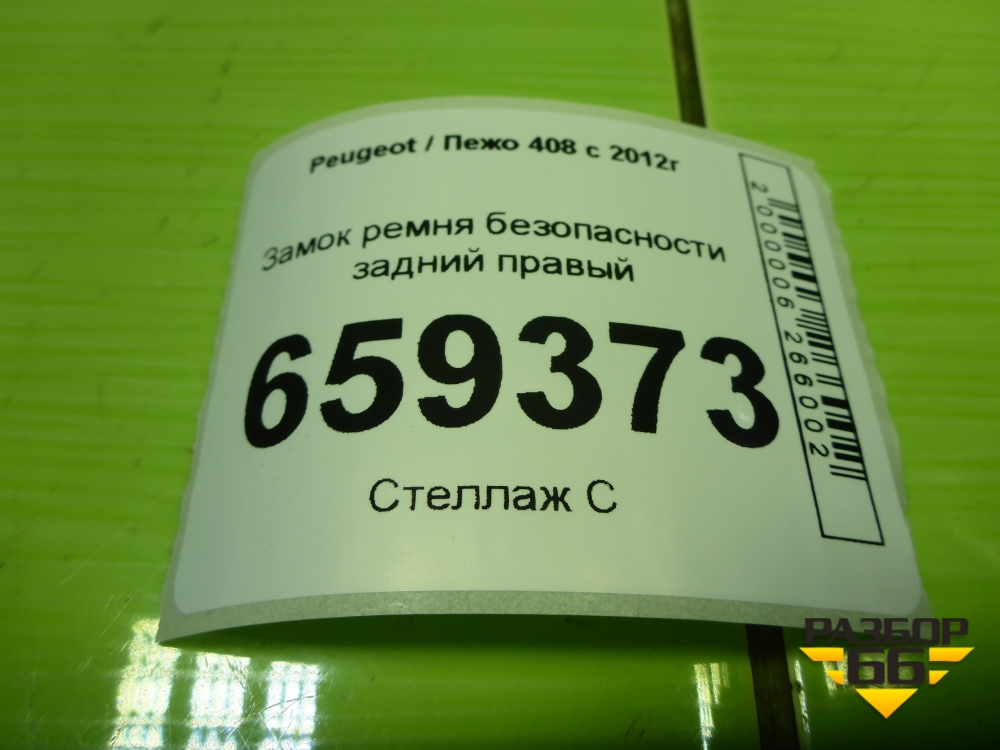 Peugeot / Пежо 408 с 2012г
Замок ремня безопасности
задний правый
659373
Стеллаж С
2000006266002
РАЗБОР
66